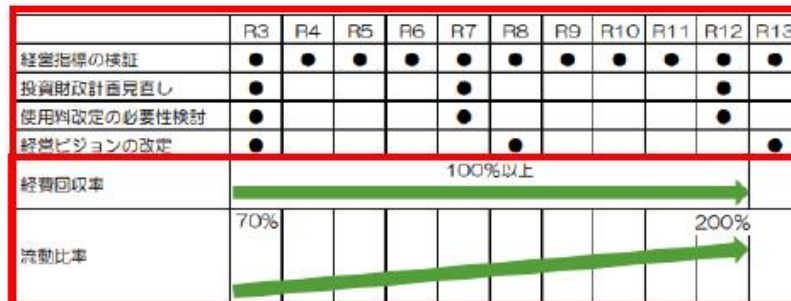 R3 R4 R5 R6 R7 R8 R9 R10 R11 R12 R13
経営指標の検証 ● ● ● ● ● ● ● ● ● ● ●
投資財政計画見直し ● ● ●
使用料改定の必要性検討 ● ● ●
経営ビジョンの改定 ● ● ●
経費回収率 100%以上
70% 200%
流動比率